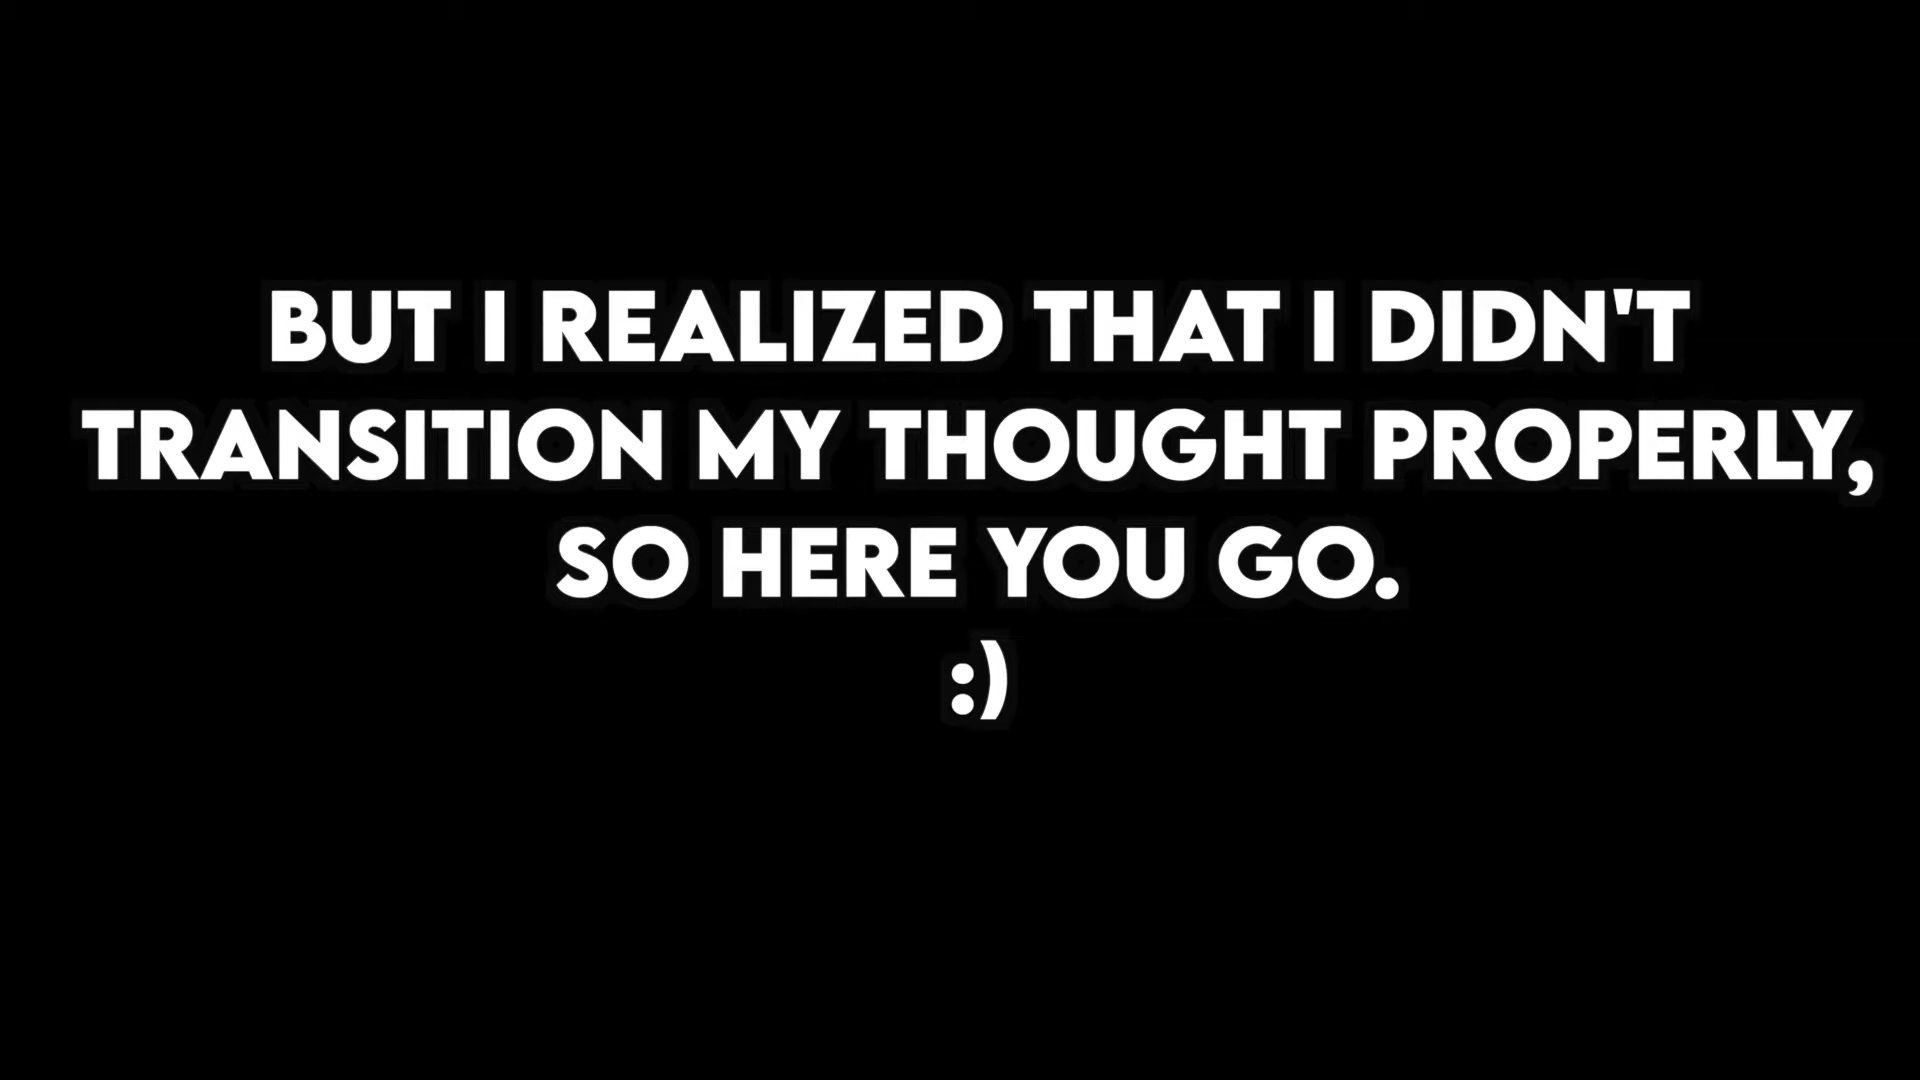 BUT I REALIZED THAT I DIDN'T
TRANSITION MY THOUGHT PROPERLY,
SO HERE YOU GO.
:)